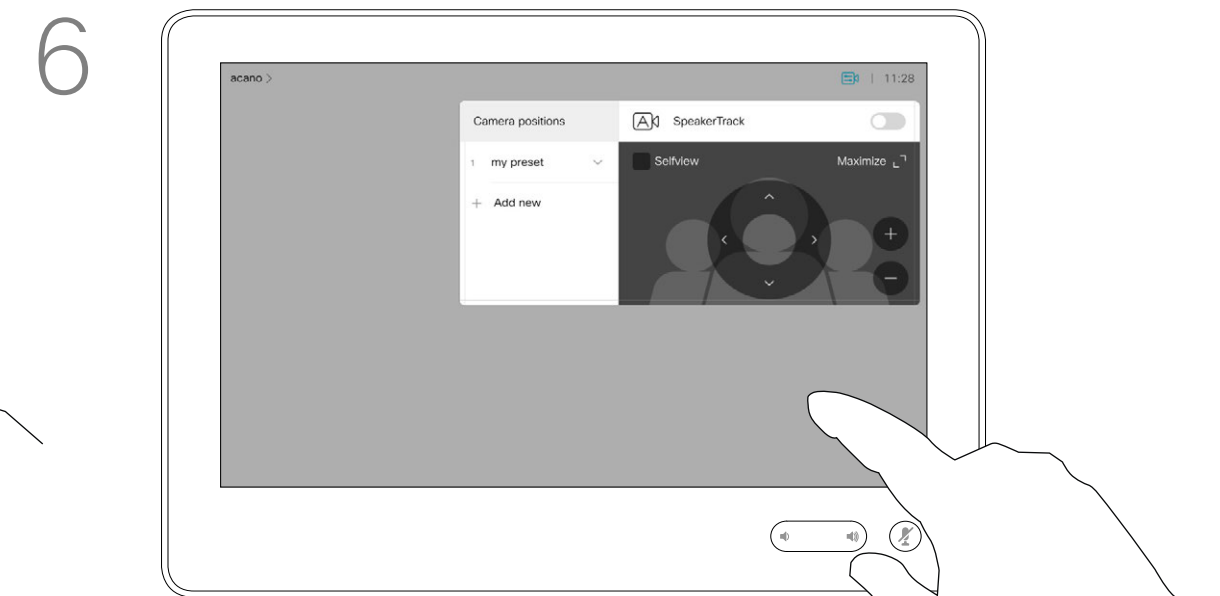 6
acano >
11:28
Camera positions
SpeakerTrack
1 my preset
Selfview
Maximize
+ Add new